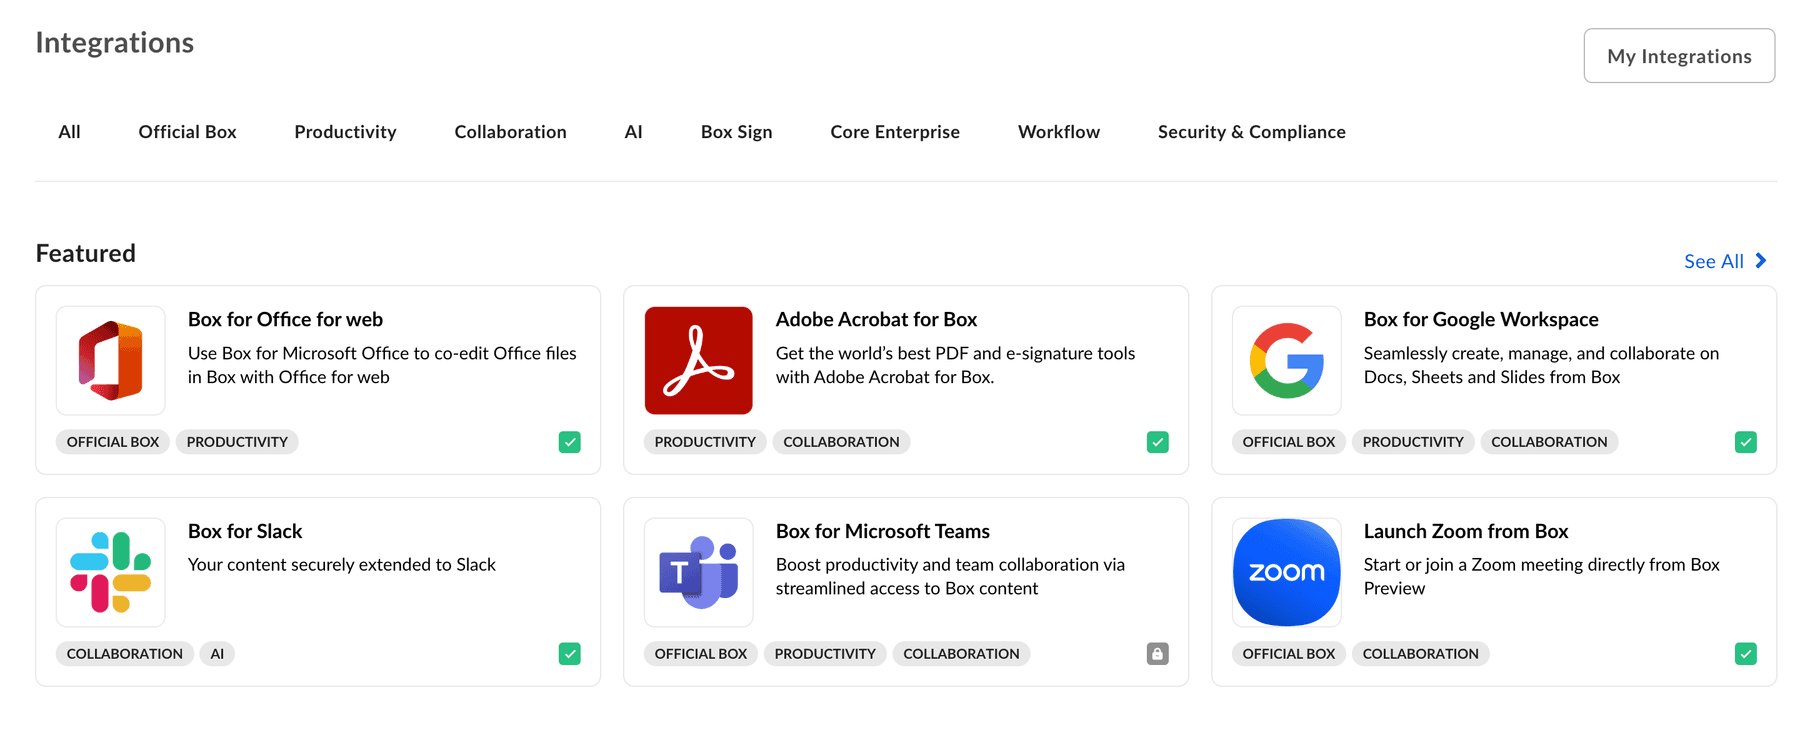 Integrations
My Integrations
All Official Box Productivity Collaboration AI Box Sign Core Enterprise Workflow Security & Compliance
Featured
See All
Box for Office for web
Use Box for Microsoft Office to co-edit Office files
in Box with Office for web
OFFICIAL BOX PRODUCTIVITY
Adobe Acrobat for Box
Get the world’s best PDF and e-signature tools
with Adobe Acrobat for Box.
PRODUCTIVITY COLLABORATION
Box for Google Workspace
Seamlessly create, manage, and collaborate on
Docs, Sheets and Slides from Box
OFFICIAL BOX PRODUCTIVITY COLLABORATION
Box for Slack
Your content securely extended to Slack
COLLABORATION AI
T
Box for Microsoft Teams
Boost productivity and team collaboration via
streamlined access to Box content
OFFICIAL BOX PRODUCTIVITY COLLABORATION
zoom
Launch Zoom from Box
Start or join a Zoom meeting directly from Box
Preview
OFFICIAL BOX COLLABORATION